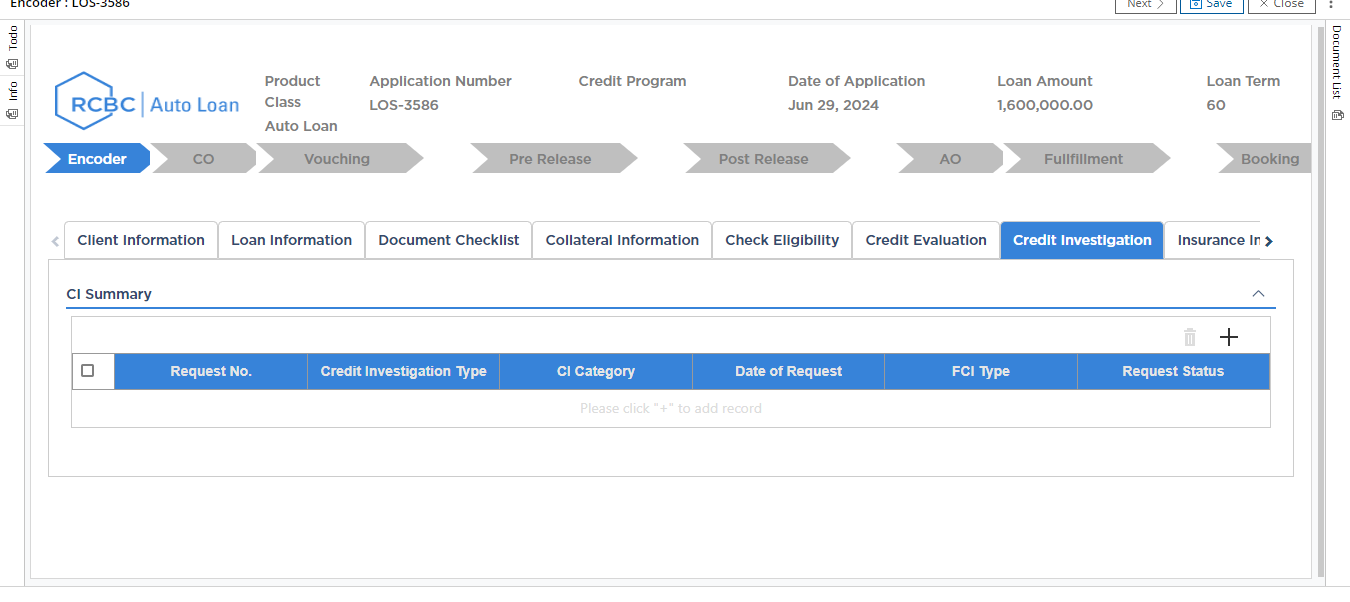 Encoder : LOS-3586
Next
Save
Close
Todo
Info
Document List
RCBC Auto Loan
Product Class
Auto Loan
Application Number
LOS-3586
Credit Program
Date of Application
Jun 29, 2024
Loan Amount
1,600,000.00
Loan Term
60
Encoder CO Vouching Pre Release Post Release AO Fullfillment Booking
Client Information Loan Information Document Checklist Collateral Information Check Eligibility Credit Evaluation Credit Investigation Insurance In
CI Summary
Request No. Credit Investigation Type CI Category Date of Request FCI Type Request Status
Please click "+" to add record